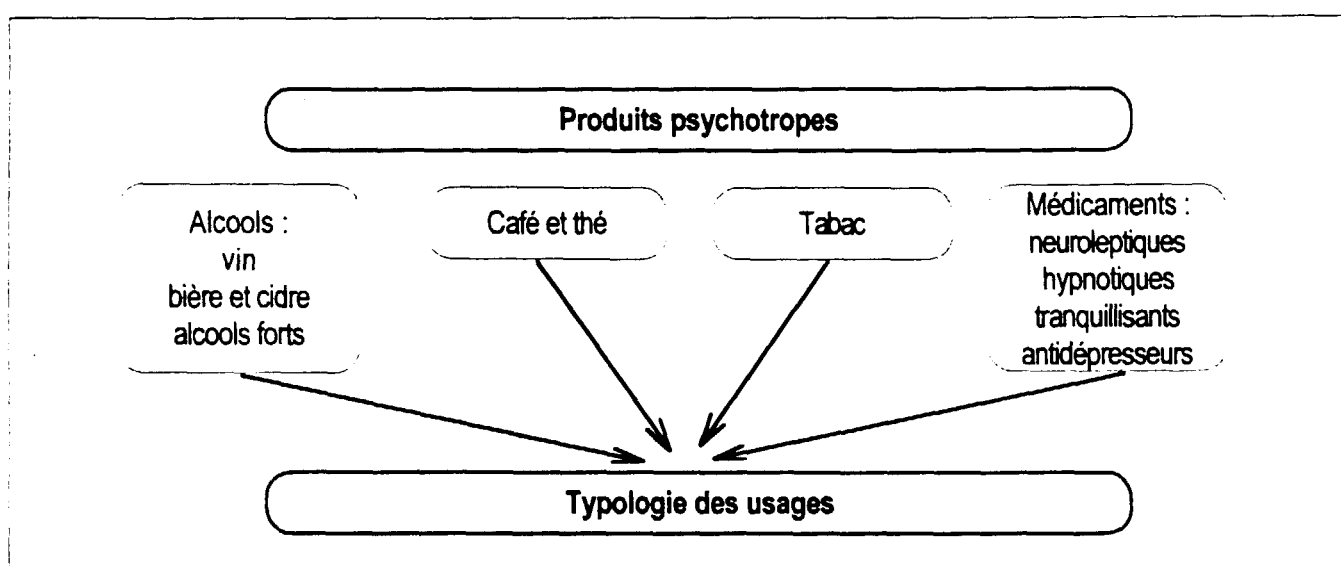 Produits psychotropes
Alcools :
vin
bière et cidre
alcools forts
Café et thé
Tabac
Médicaments :
neuroleptiques
hypnotiques
tranquillisants
antidépresseurs
Typologie des usages